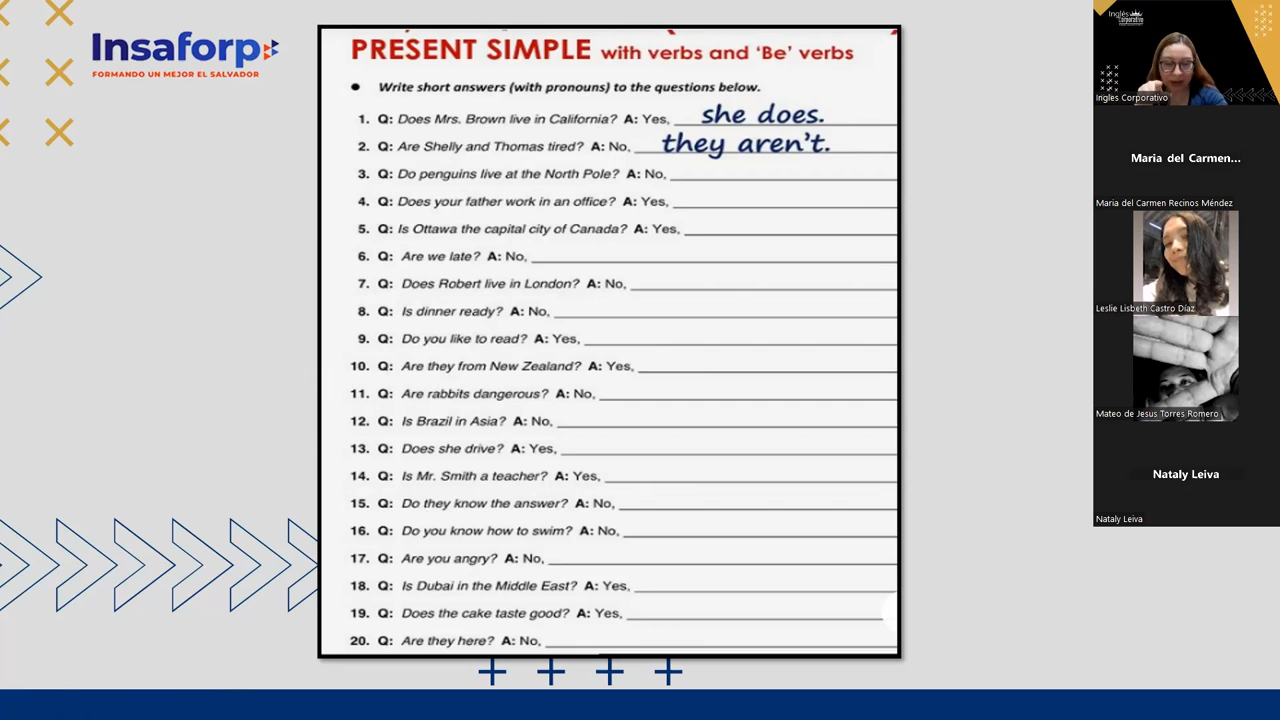 Insaforp
FORMANDO UN MEJOR EL SALVADOR
PRESENT SIMPLE with verbs and ‘Be’ verbs
● Write short answers (with pronouns) to the questions below.
1. Q: Does Mrs. Brown live in California? A: Yes, she does.
2. Q: Are Shelly and Thomas tired? A: No, they aren't.
3. Q: Do penguins live at the North Pole? A: No,
4. Q: Does your father work in an office? A: Yes,
5. Q: Is Ottawa the capital city of Canada? A: Yes,
6. Q: Are we late? A: No,
7. Q: Does Robert live in London? A: No,
8. Q: Is dinner ready? A: No,
9. Q: Do you like to read? A: Yes,
10. Q: Are they from New Zealand? A: Yes,
11. Q: Are rabbits dangerous? A: No,
12. Q: Is Brazil in Asia? A: No,
13. Q: Does she drive? A: Yes,
14. Q: Is Mr. Smith a teacher? A: Yes,
15. Q: Do they know the answer? A: No,
16. Q: Do you know how to swim? A: No,
17. Q: Are you angry? A: No,
18. Q: Is Dubai in the Middle East? A: Yes,
19. Q: Does the cake taste good? A: Yes,
20. Q: Are they here? A: No,
Inglés
Corporativo
Inglés Corporativo
Maria del Carmen...
Maria del Carmen Recinos Méndez
Leslie Lisbeth Castro Díaz
Mateo de Jesus Torres Romero
Nataly Leiva
Nataly Leiva